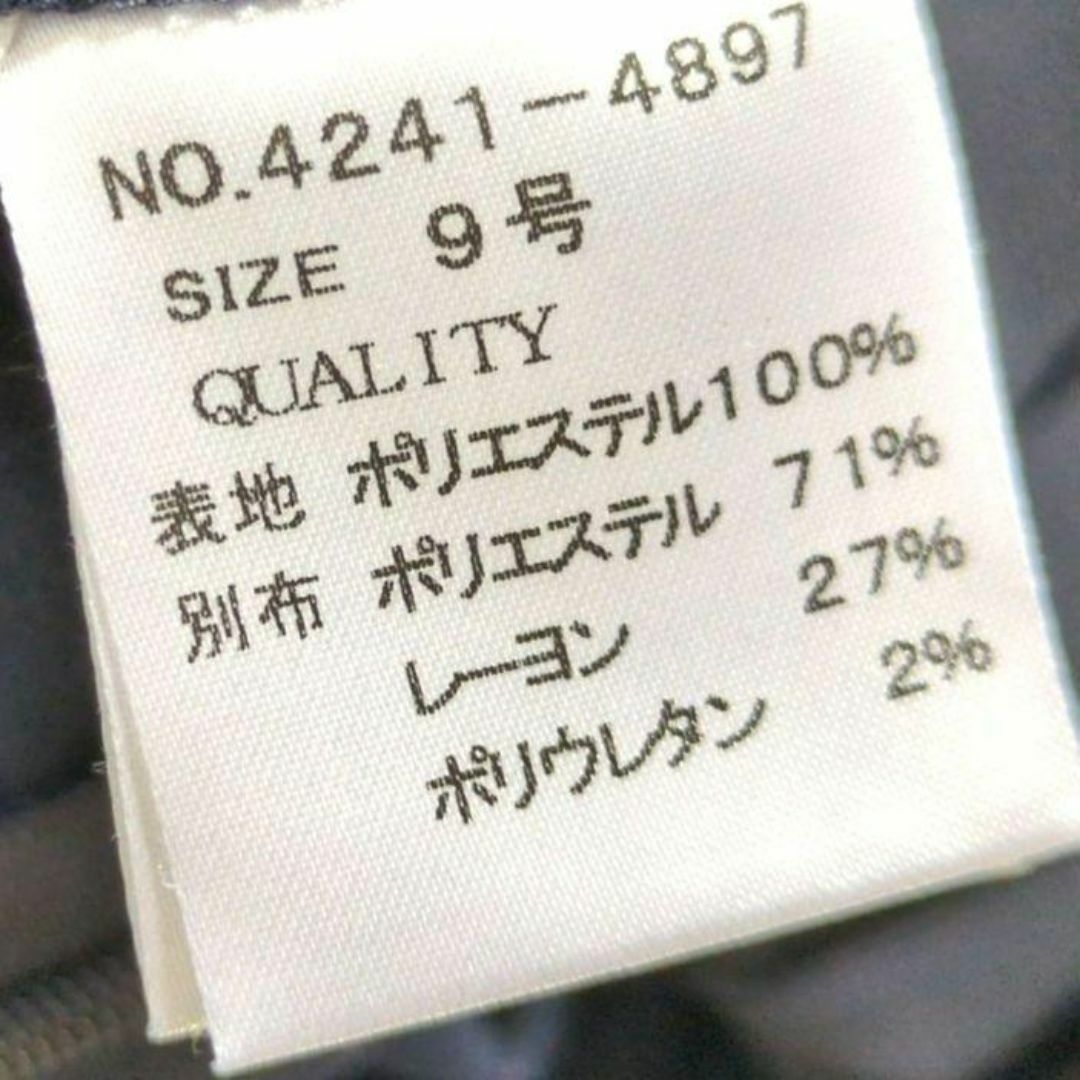 NO.4241-4897
SIZE 9号
QUALITY
表地 ポリエステル100%
別布 ポリエステル 71%
レーヨン 27%
ポリウレタン 2%